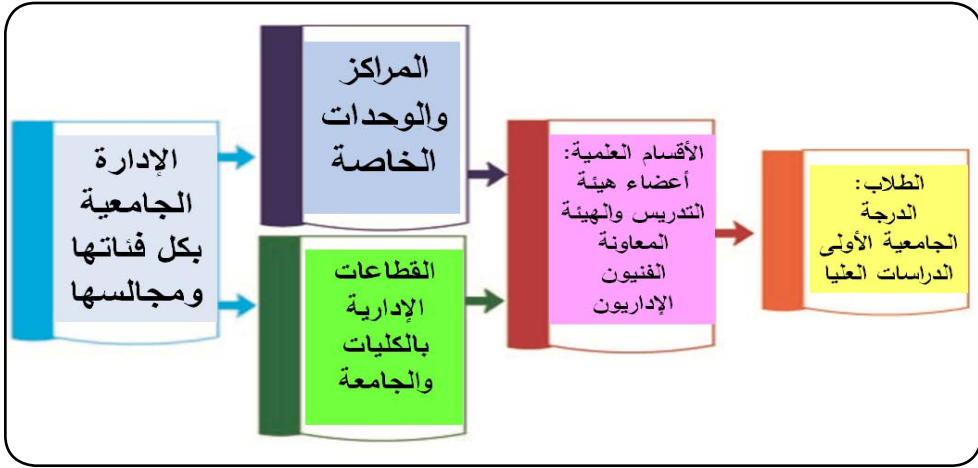 الإدارة
الجامعية
بكل فئاتها
ومجالسها
المراكز
والوحدات
الخاصة
القطاعات
الإدارية
بالكليات
والجامعة
الأقسام العلمية:
أعضاء هيئة
التدريس والهيئة
المعاونة
الفنيون
الإداريون
الطلاب:
الدرجة
الجامعية الأولى
الدراسات العليا